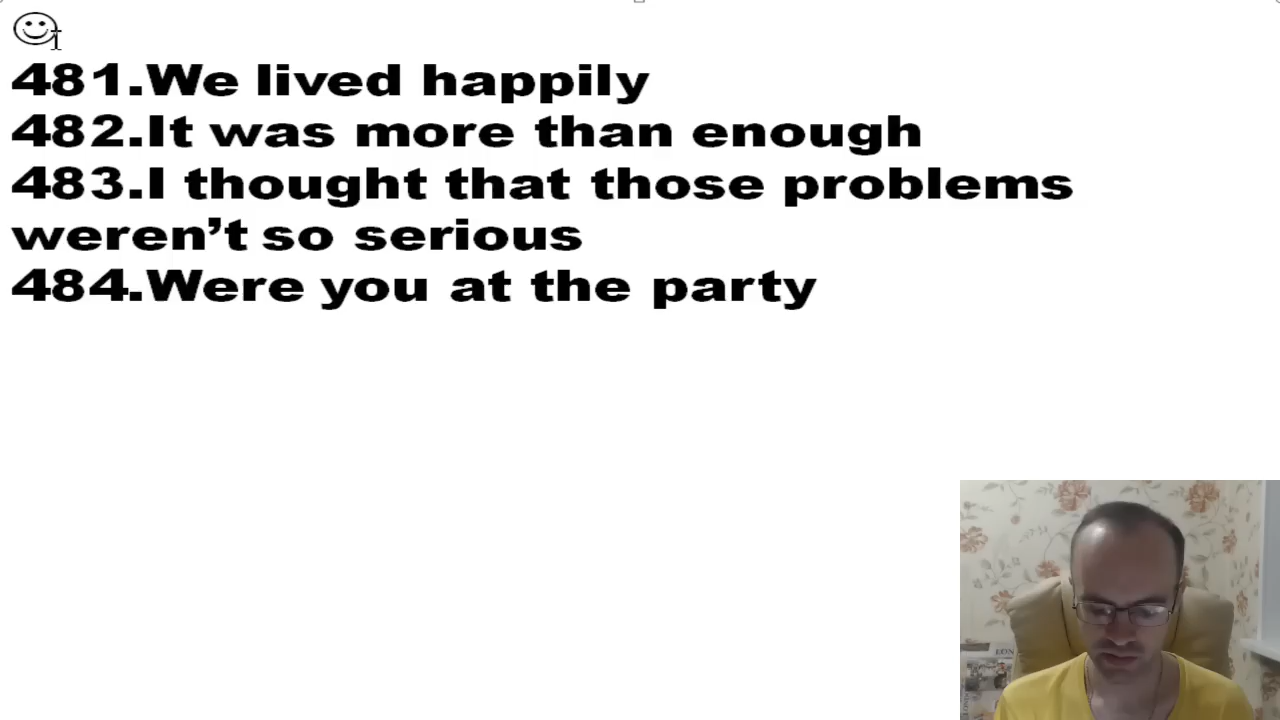 481.We lived happily
482.It was more than enough
483.I thought that those problems
weren’t so serious
484.Were you at the party